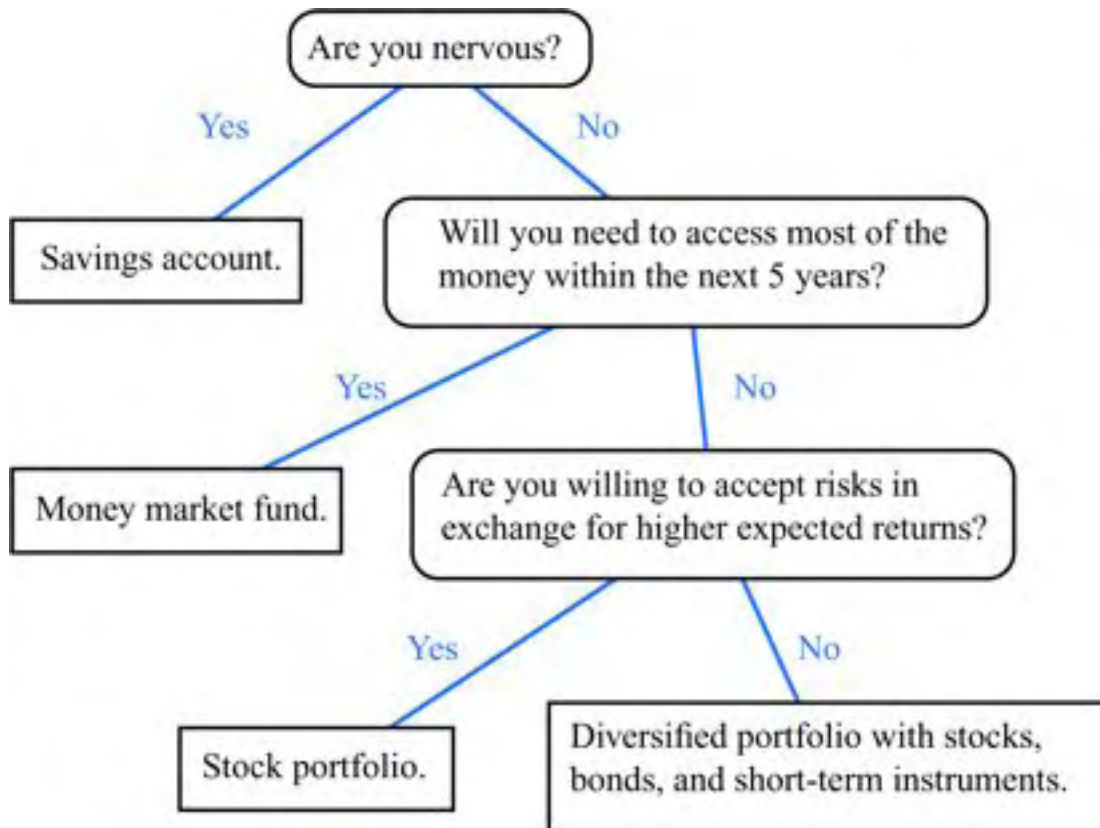 Are you nervous?
Yes
No
Savings account.
Will you need to access most of the
money within the next 5 years?
Yes
No
Money market fund.
Are you willing to accept risks in
exchange for higher expected returns?
Yes
No
Stock portfolio.
Diversified portfolio with stocks,
bonds, and short-term instruments.